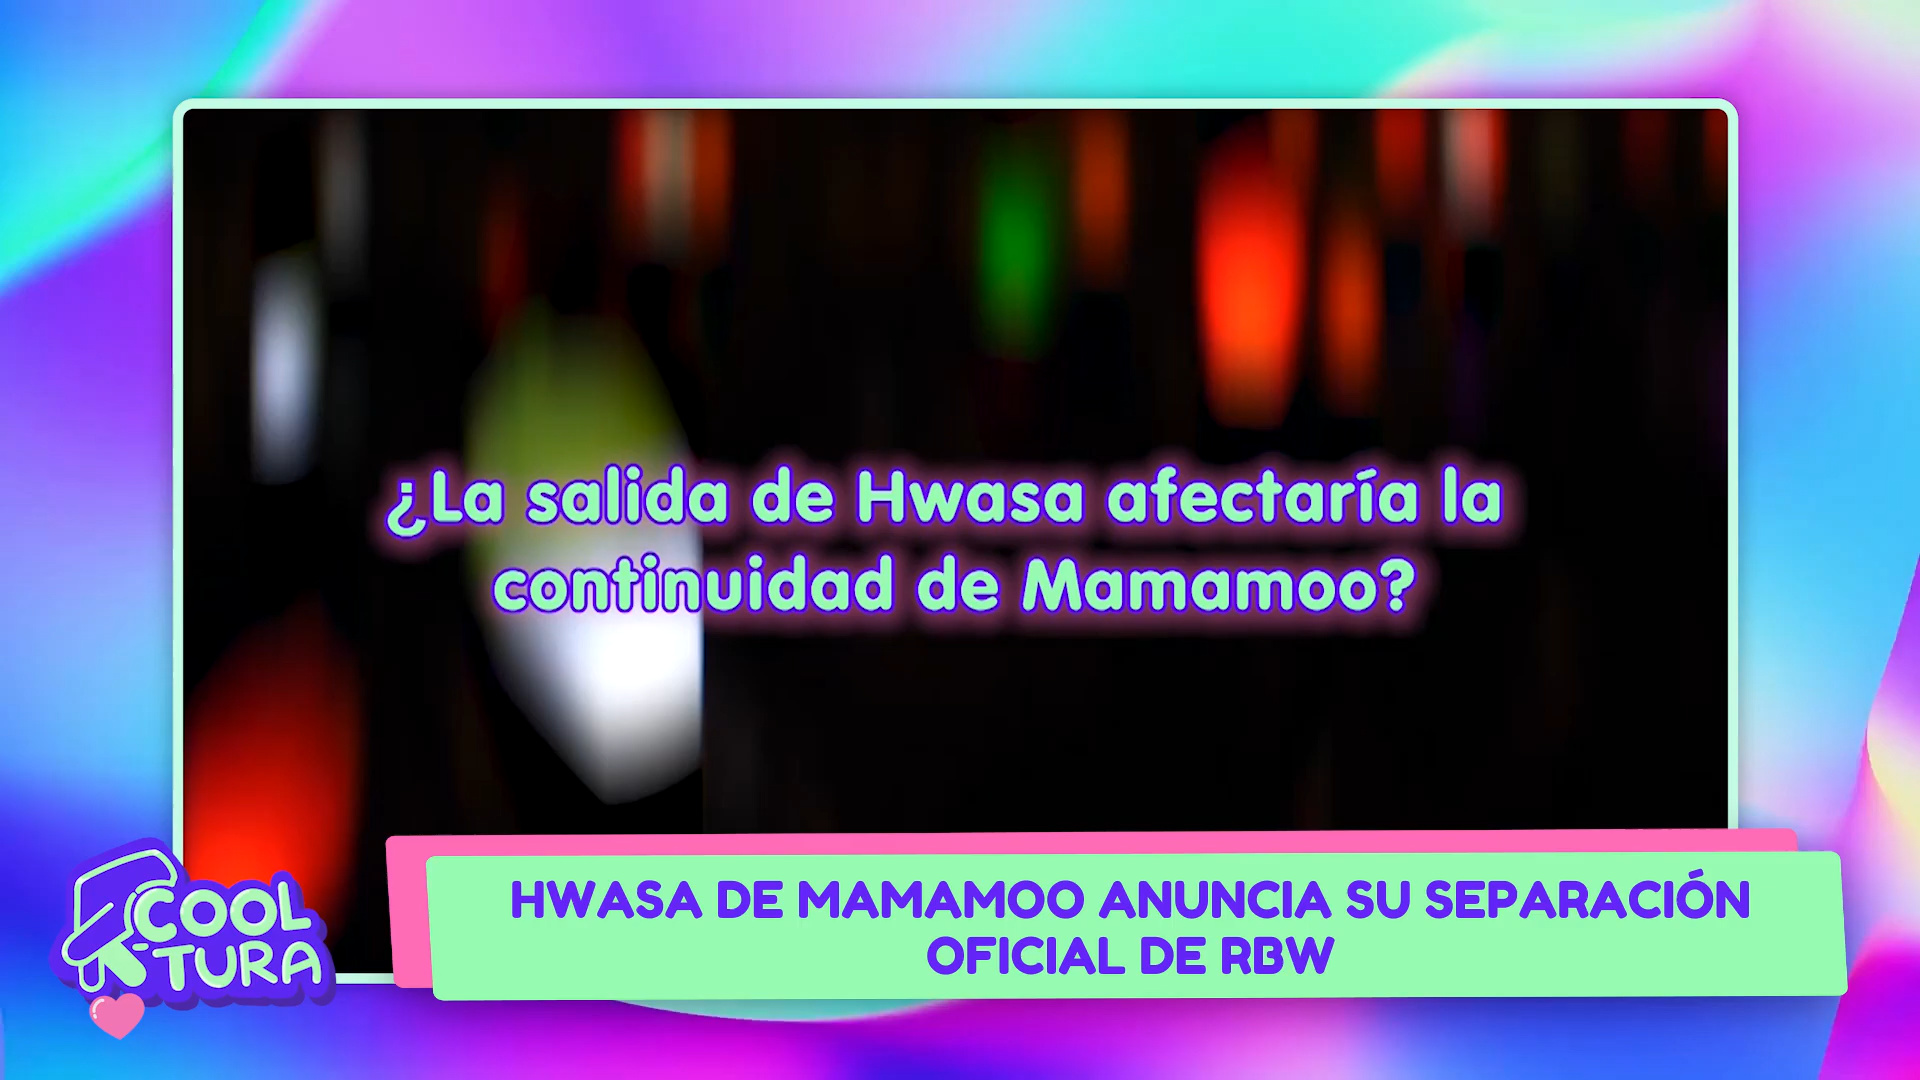 ¿La salida de Hwasa afectaría la
continuidad de Mamamoo?
HWASA DE MAMAMOO ANUNCIA SU SEPARACIÓN
OFICIAL DE RBW
COOL
TURA